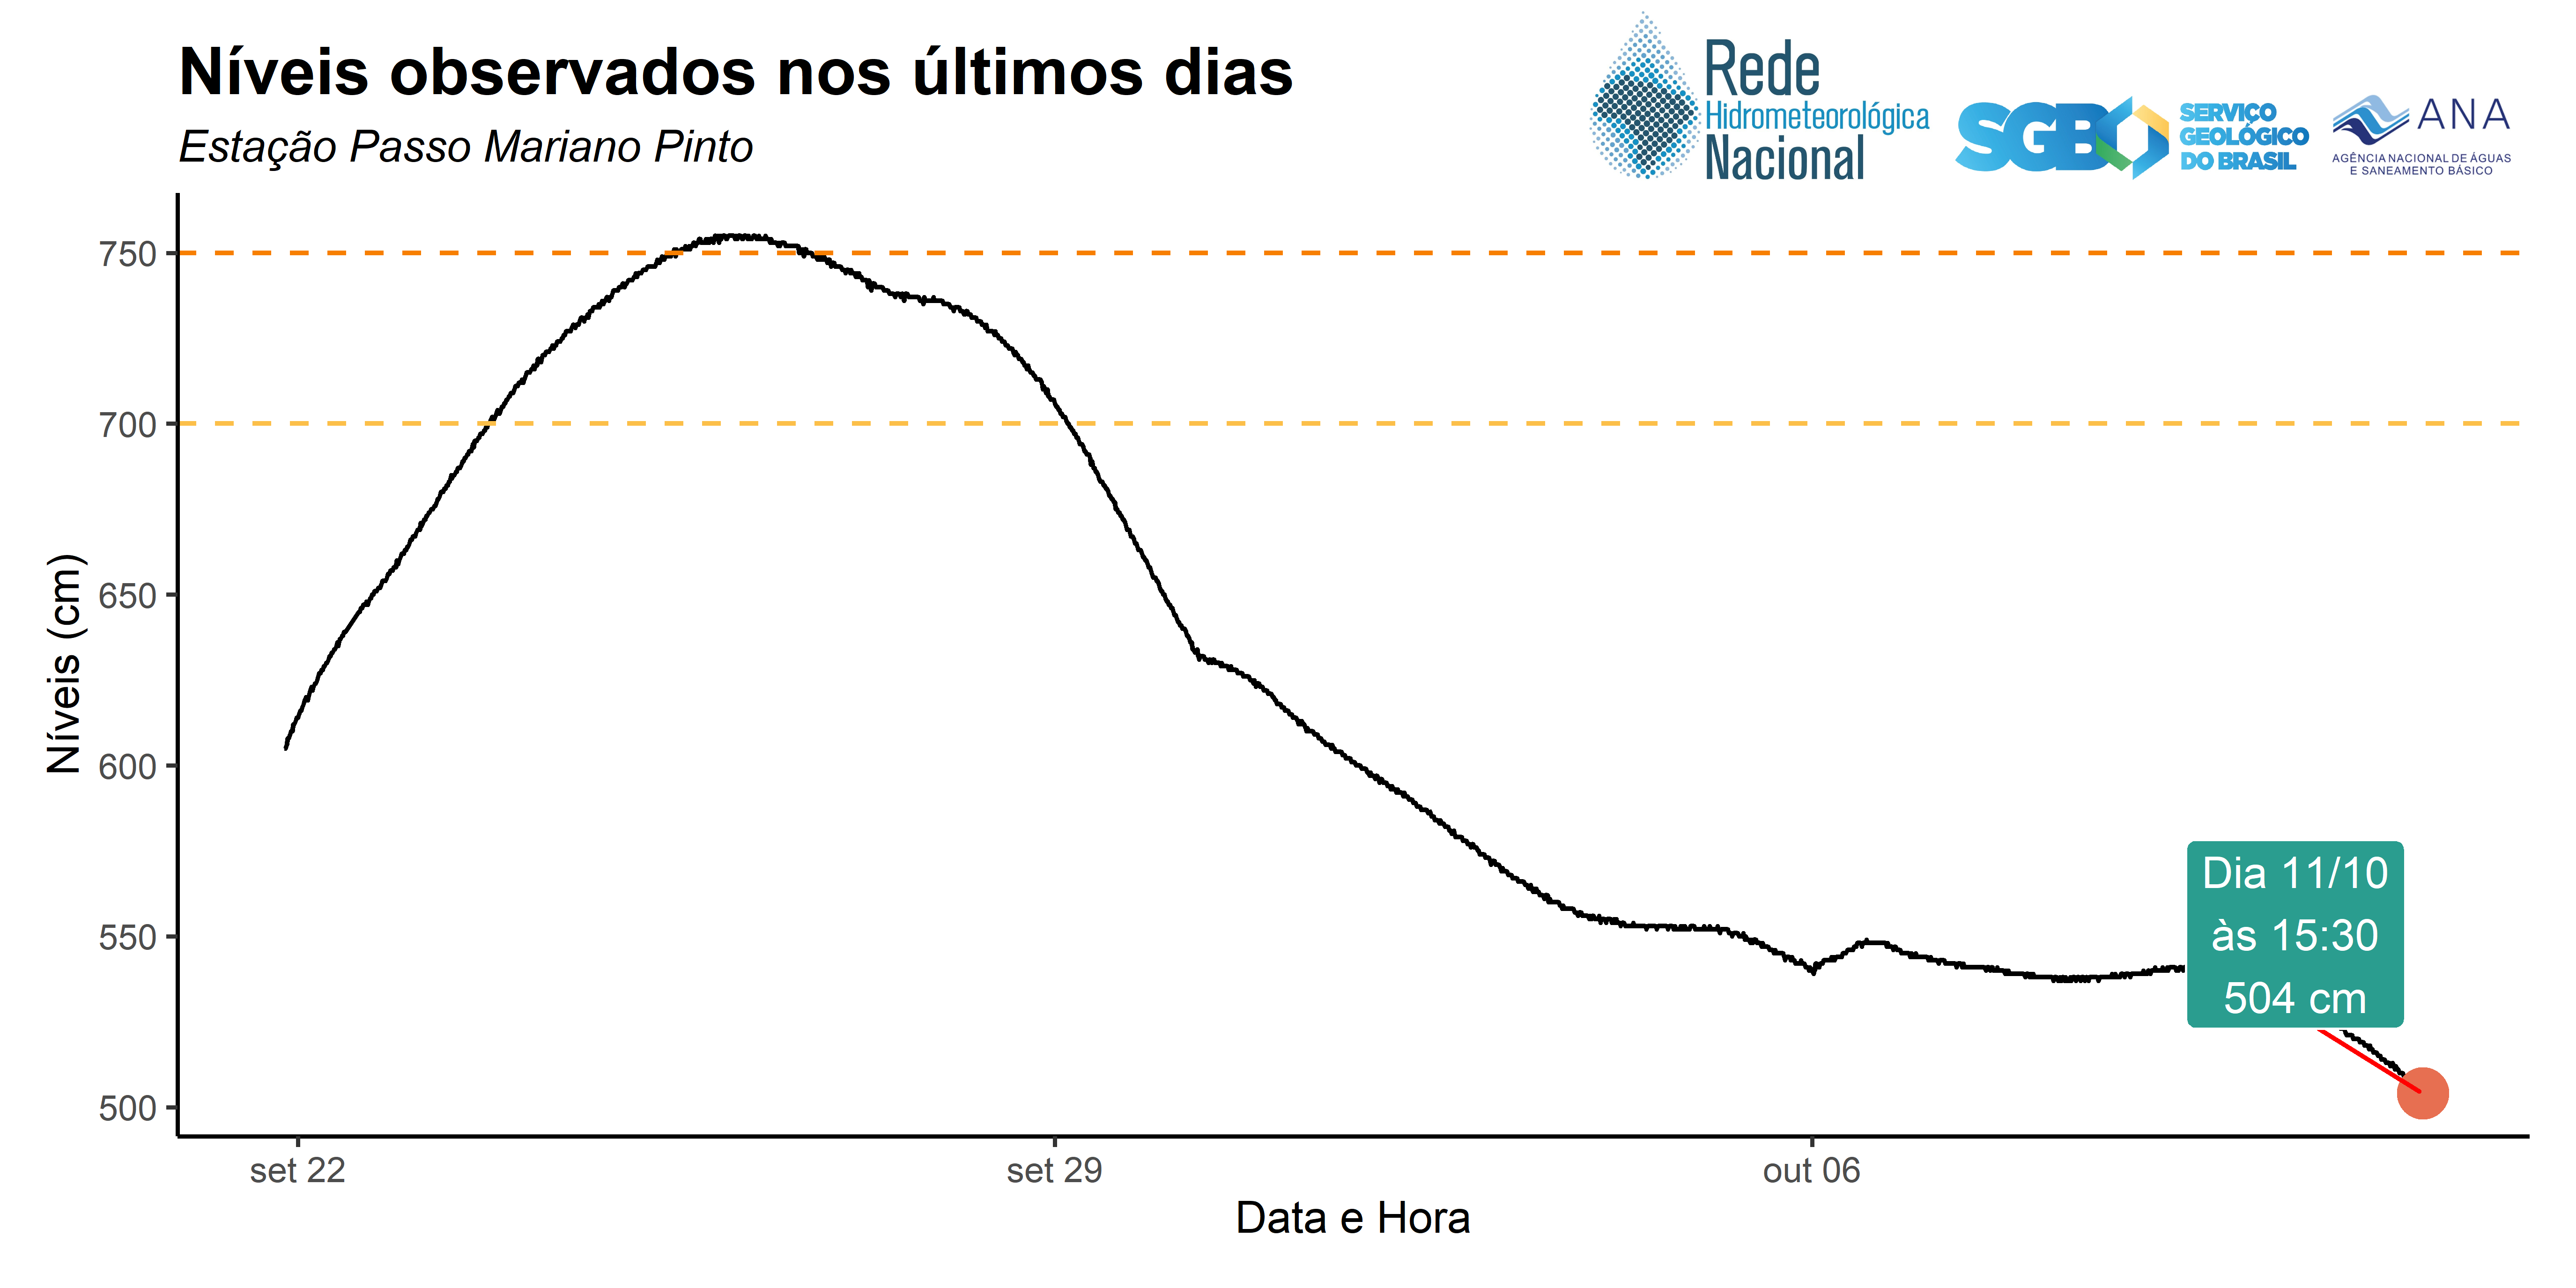 Níveis observados nos últimos dias
Estação Passo Mariano Pinto
Rede
Hidrometeorológica
Nacional
SGB
SERVIÇO
GEOLÓGICO
DO BRASIL
ANA
AGÊNCIA NACIONAL DE ÁGUAS
E SANEAMENTO BÁSICO
Níveis (cm)
750
700
650
600
550
500
Dia 11/10
às 15:30
504 cm
set 22
set 29
out 06
Data e Hora